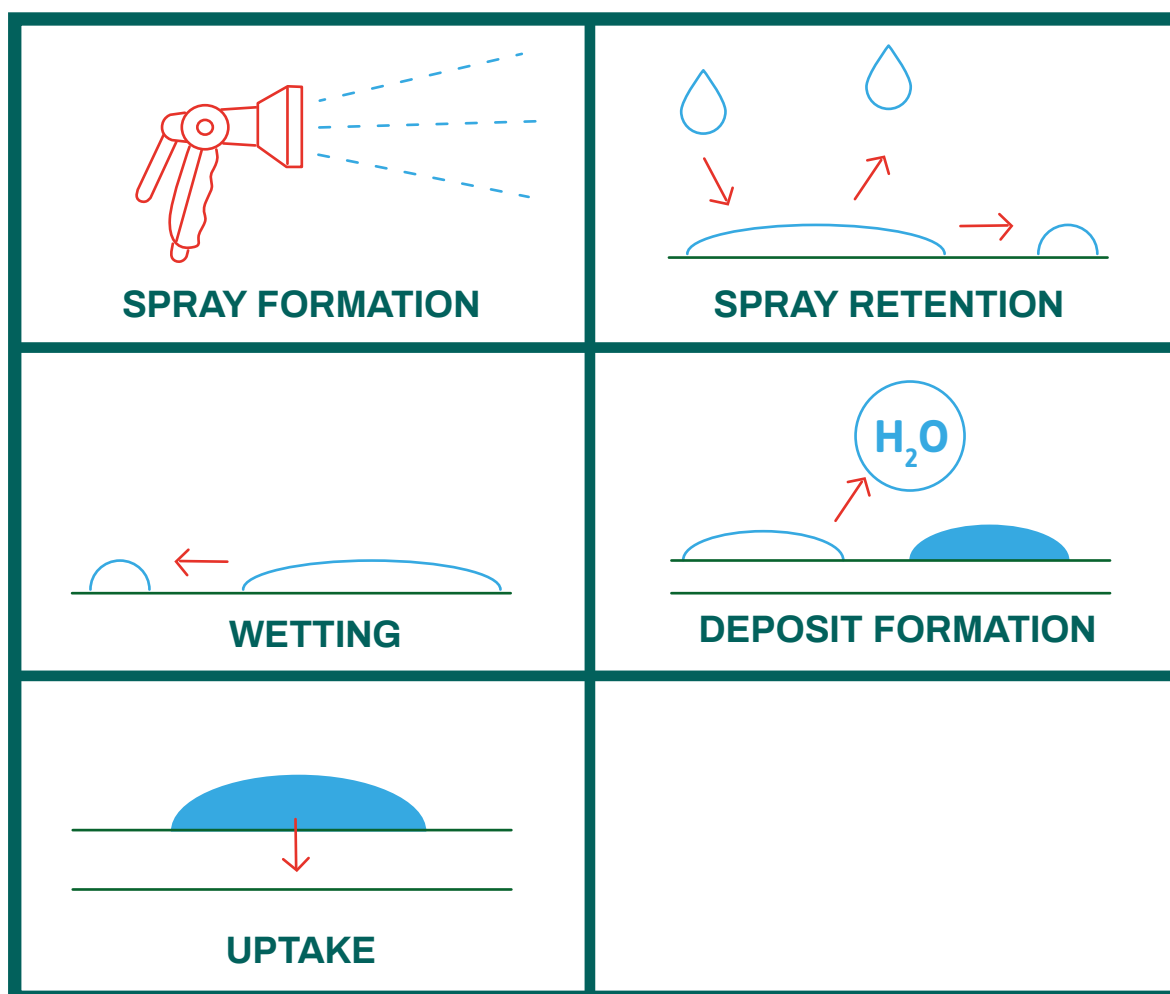 SPRAY FORMATION
SPRAY RETENTION
WETTING
H₂O
DEPOSIT FORMATION
UPTAKE